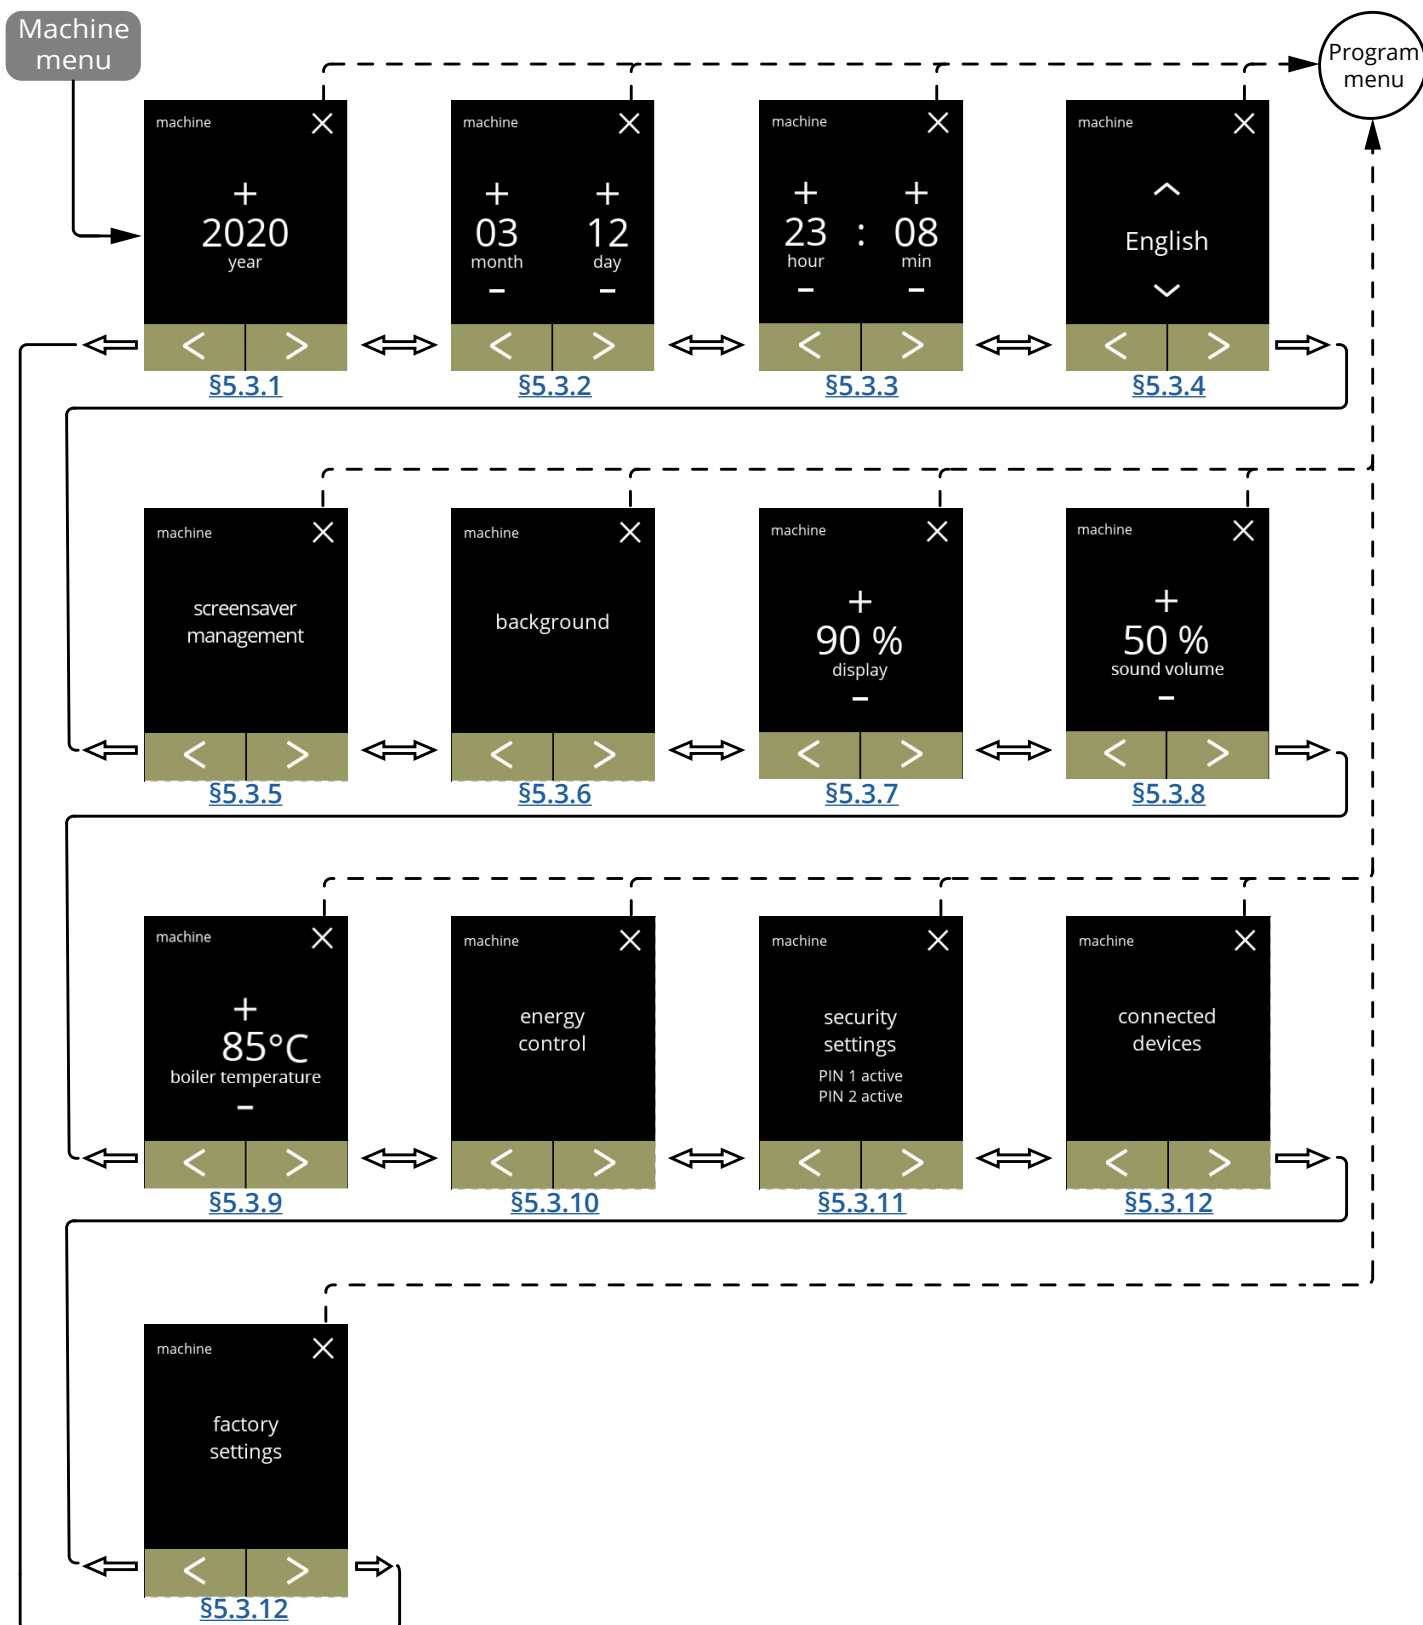 Machine
menu
Program
menu
machine
+
2020
year
< >
§5.3.1
machine
+ +
03 12
month day
- -
< >
§5.3.2
machine
+ +
23 : 08
hour min
- -
< >
§5.3.3
machine
English
< >
§5.3.4
machine
screensaver
management
< >
§5.3.5
machine
background
< >
§5.3.6
machine
+
90 %
display
-
< >
§5.3.7
machine
+
50 %
sound volume
-
< >
§5.3.8
machine
+
85°C
boiler temperature
-
< >
§5.3.9
machine
energy
control
< >
§5.3.10
machine
security
settings
PIN 1 active
PIN 2 active
< >
§5.3.11
machine
connected
devices
< >
§5.3.12
machine
factory
settings
< >
§5.3.12